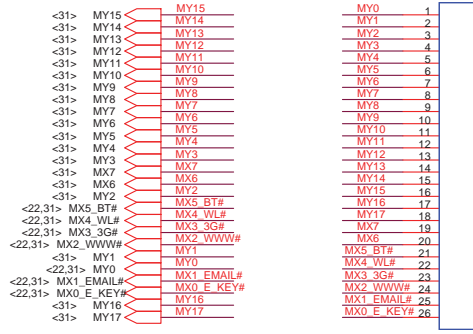 <31> MY15 MY15 MY0 1
<31> MY14 MY14 MY1 2
<31> MY13 MY13 MY2 3
<31> MY12 MY12 MY3 4
<31> MY11 MY11 MY4 5
<31> MY10 MY10 MY5 6
<31> MY9 MY9 MY6 7
<31> MY8 MY8 MY7 8
<31> MY7 MY7 MY8 9
<31> MY6 MY6 MY9 10
<31> MY5 MY5 MY10 11
<31> MY4 MY4 MY11 12
<31> MY3 MY3 MY12 13
<31> MX7 MX7 MY13 14
<31> MX6 MX6 MY14 15
<31> MY2 MY2 MY15 16
<22,31> MX5_BT# MX5_BT# MY16 17
<22,31> MX4_WL# MX4_WL# MY17 18
<22,31> MX3_3G# MX3_3G# MX7 19
<22,31> MX2_WWW# MX2_WWW# MX6 20
<31> MY1 MY1 MX5_BT# 21
<22,31> MY0 MY0 MX4_WL# 22
<22,31> MX1_EMAIL# MX1_EMAIL# MX3_3G# 23
<22,31> MX0_E_KEY# MX0_E_KEY# MX2_WWW# 24
<31> MY16 MY16 MX1_EMAIL# 25
<31> MY17 MY17 MX0_E_KEY# 26